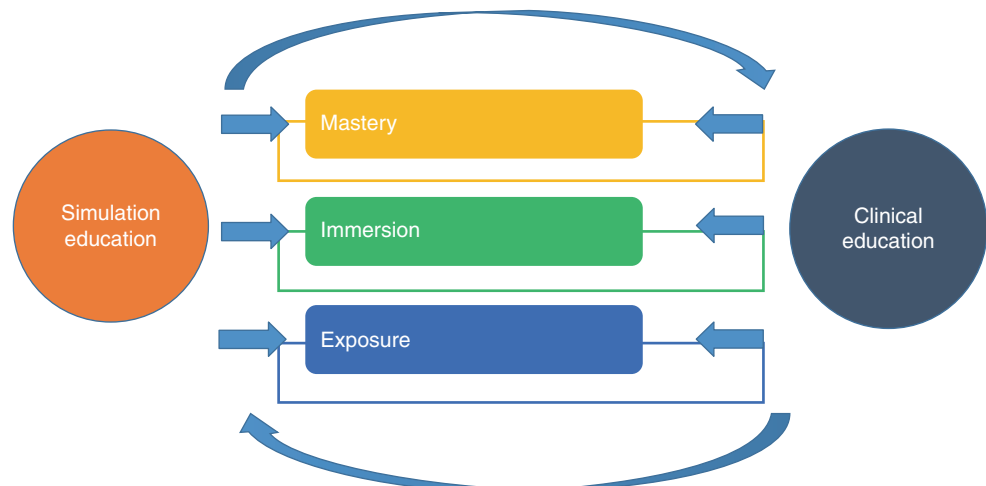 Mastery
Simulation
education
Immersion
Clinical
education
Exposure